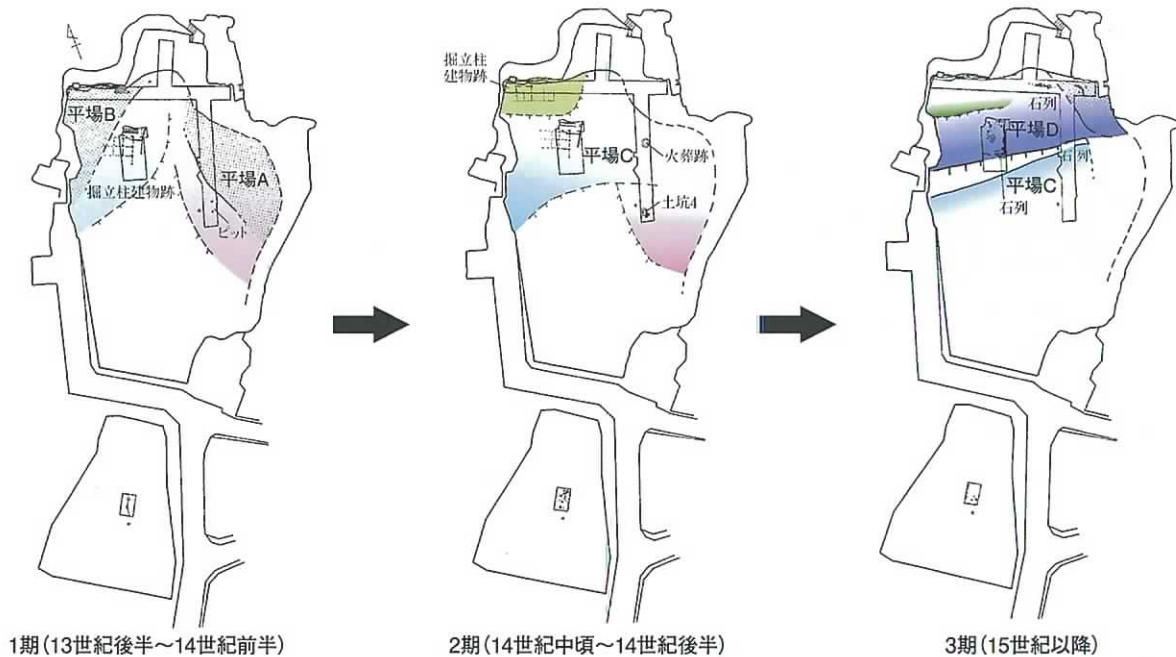 平場B
平場A
掘立柱建物跡
ピット
1期(13世紀後半～14世紀前半)
掘立柱
建物跡
平場C
火葬跡
土坑4
2期(14世紀中頃～14世紀後半)
石列
平場D
石列
平場C
石列
3期(15世紀以降)